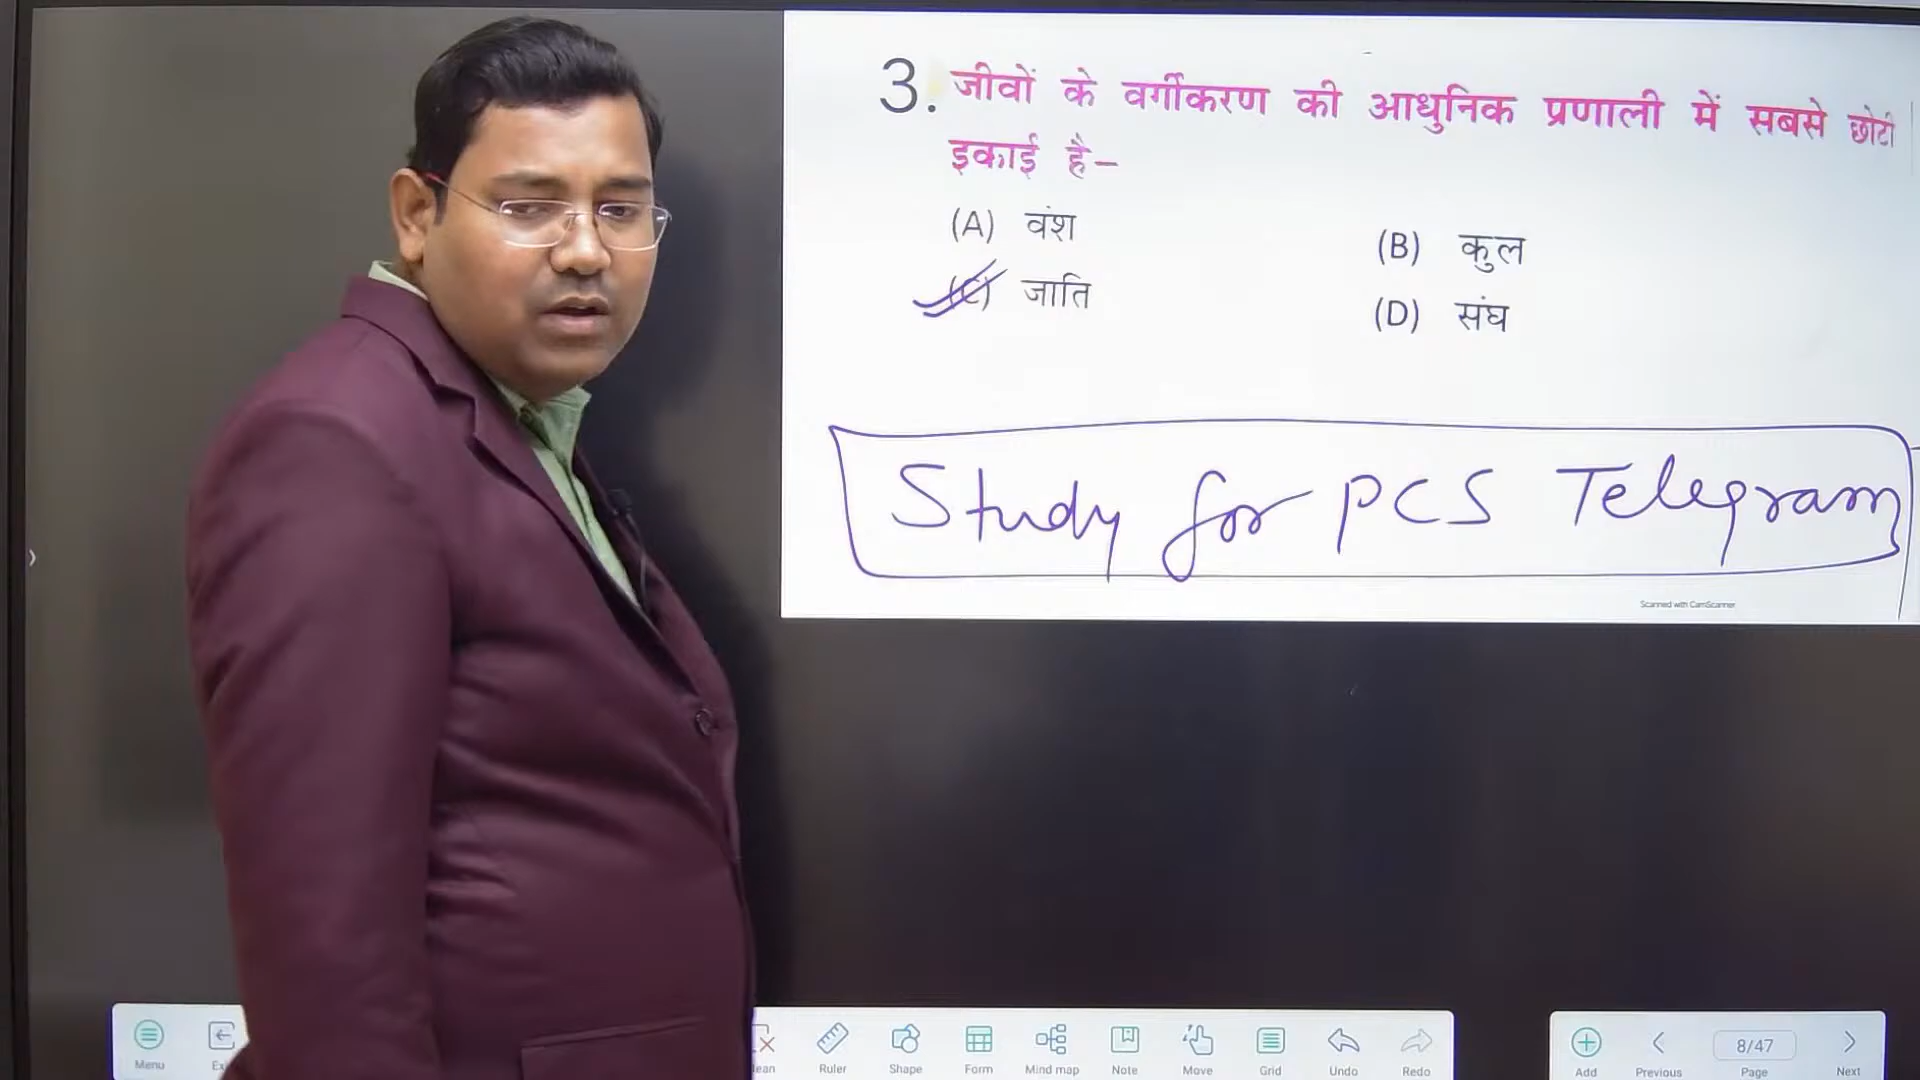 3. जीवों के वर्गीकरण की आधुनिक प्रणाली में सबसे छोटी
इकाई है–
(A) वंश
(B) कुल
(C) जाति
(D) संघ
Study for PCS Telegram
Scanned with CamScanner
Menu
Ruler Shape Form Mind map Note Move Grid Undo Redo
Add Previous 8/47 Page Next